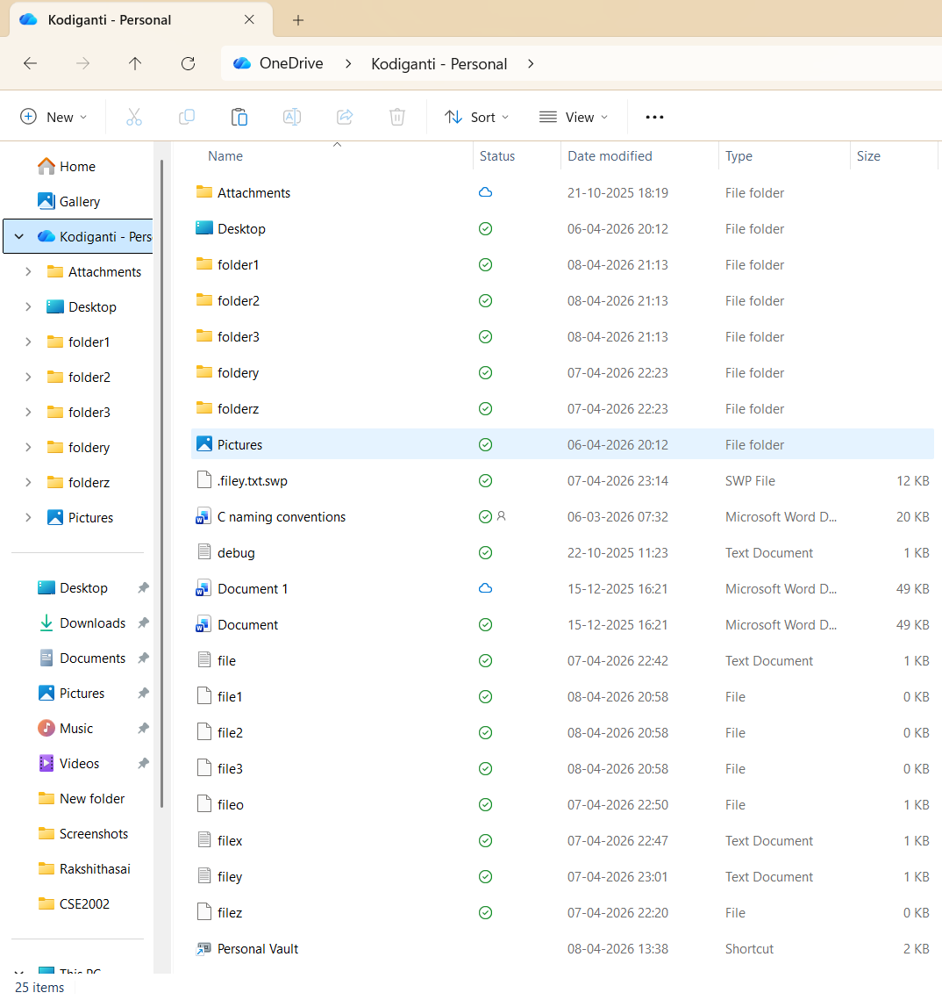 Kodiganti - Personal
OneDrive > Kodiganti - Personal >
New Sort View
Name Status Date modified Type Size
Home
Gallery
Kodiganti - Pers
Attachments
Desktop
folder1
folder2
folder3
foldery
folderz
Pictures
Desktop
Downloads
Documents
Pictures
Music
Videos
New folder
Screenshots
Rakshithasai
CSE2002
This PC
Attachments 21-10-2025 18:19 File folder
Desktop 06-04-2026 20:12 File folder
folder1 08-04-2026 21:13 File folder
folder2 08-04-2026 21:13 File folder
folder3 08-04-2026 21:13 File folder
foldery 07-04-2026 22:23 File folder
folderz 07-04-2026 22:23 File folder
Pictures 06-04-2026 20:12 File folder
.filey.txt.swp 07-04-2026 23:14 SWP File 12 KB
C naming conventions 06-03-2026 07:32 Microsoft Word D... 20 KB
debug 22-10-2025 11:23 Text Document 1 KB
Document 1 15-12-2025 16:21 Microsoft Word D... 49 KB
Document 15-12-2025 16:21 Microsoft Word D... 49 KB
file 07-04-2026 22:42 Text Document 1 KB
file1 08-04-2026 20:58 File 0 KB
file2 08-04-2026 20:58 File 0 KB
file3 08-04-2026 20:58 File 0 KB
fileo 07-04-2026 22:50 File 1 KB
filex 07-04-2026 22:47 Text Document 1 KB
filey 07-04-2026 23:01 Text Document 1 KB
filez 07-04-2026 22:20 File 0 KB
Personal Vault 08-04-2026 13:38 Shortcut 2 KB
25 items